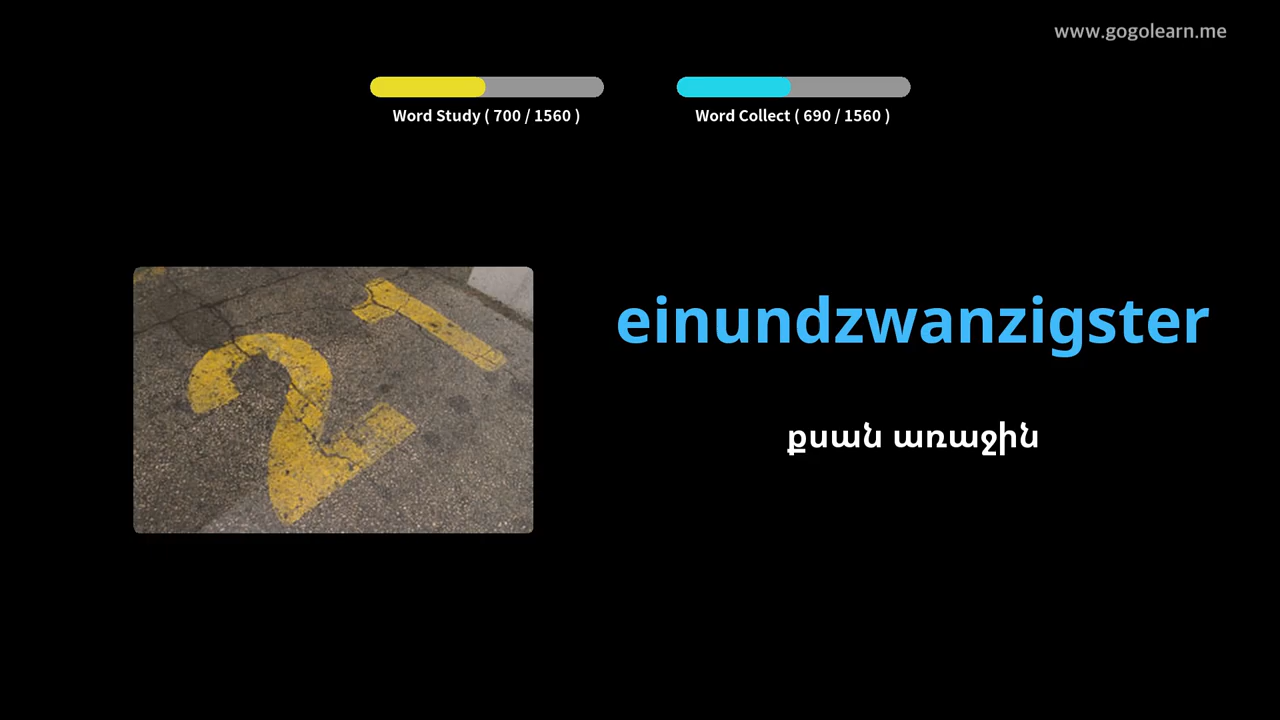 www.gogolearn.me
Word Study ( 700 / 1560 )
Word Collect ( 690 / 1560 )
21
einundzwanzigster
քսան առաջին